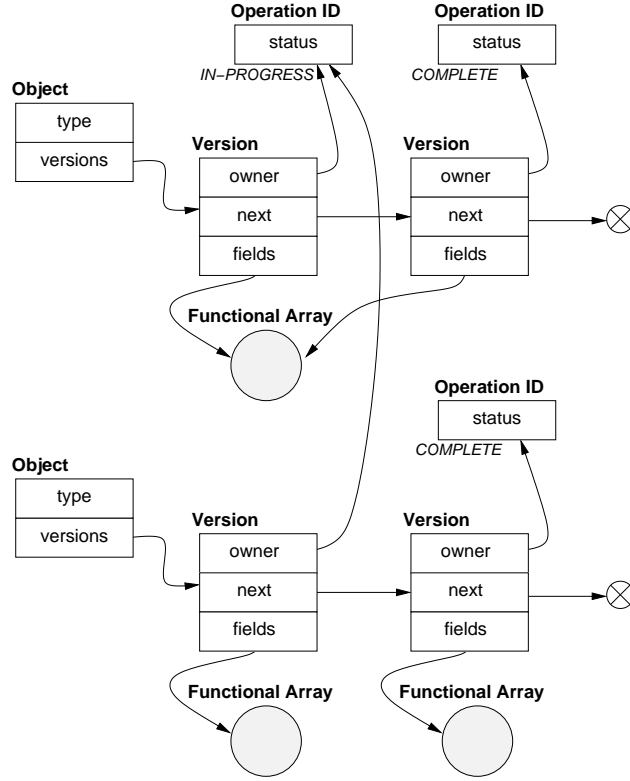 Operation ID
status
IN–PROGRESS
Operation ID
status
COMPLETE
Object
type
versions
Version
owner
next
fields
Version
owner
next
fields
Functional Array
Operation ID
status
COMPLETE
Object
type
versions
Version
owner
next
fields
Version
owner
next
fields
Functional Array
Functional Array